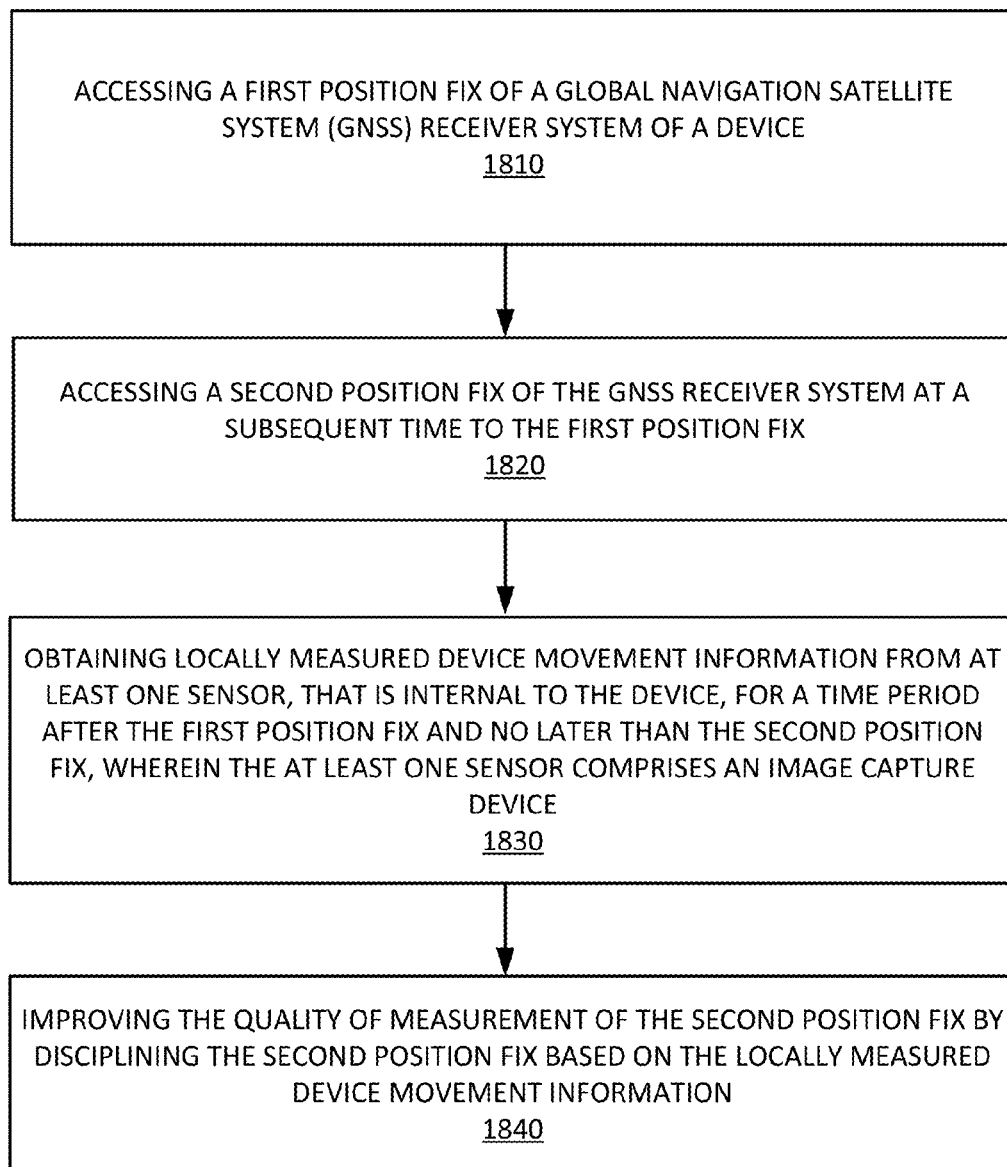 ACCESSING A FIRST POSITION FIX OF A GLOBAL NAVIGATION SATELLITE
SYSTEM (GNSS) RECEIVER SYSTEM OF A DEVICE
1810
ACCESSING A SECOND POSITION FIX OF THE GNSS RECEIVER SYSTEM AT A
SUBSEQUENT TIME TO THE FIRST POSITION FIX
1820
OBTAINING LOCALLY MEASURED DEVICE MOVEMENT INFORMATION FROM AT
LEAST ONE SENSOR, THAT IS INTERNAL TO THE DEVICE, FOR A TIME PERIOD
AFTER THE FIRST POSITION FIX AND NO LATER THAN THE SECOND POSITION
FIX, WHEREIN THE AT LEAST ONE SENSOR COMPRISES AN IMAGE CAPTURE
DEVICE
1830
IMPROVING THE QUALITY OF MEASUREMENT OF THE SECOND POSITION FIX BY
DISCIPLINING THE SECOND POSITION FIX BASED ON THE LOCALLY MEASURED
DEVICE MOVEMENT INFORMATION
1840